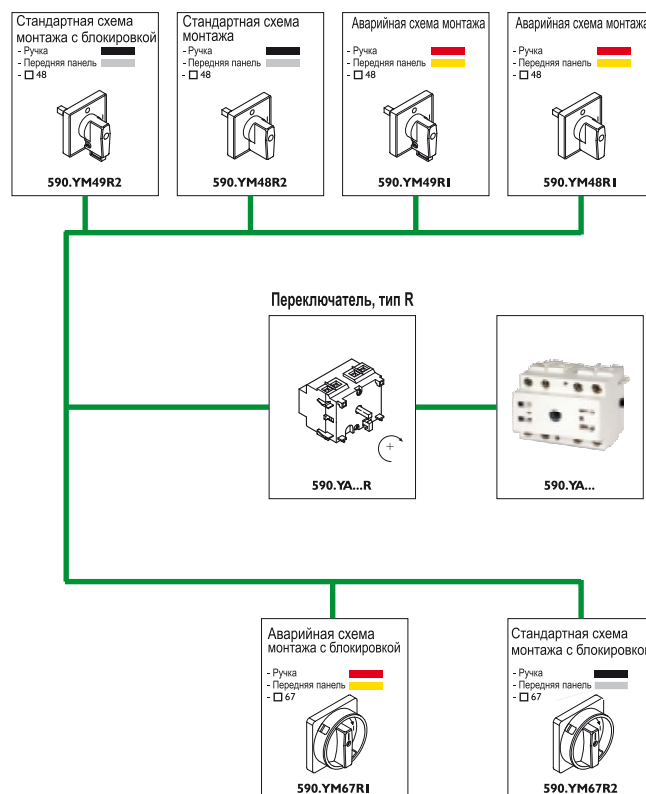 Стандартная схема
монтажа с блокировкой
- Ручка
- Передняя панель
- □ 48
590.YM49R2
Стандартная схема
монтажа
- Ручка
- Передняя панель
- □ 48
590.YM48R2
Аварийная схема монтажа
- Ручка
- Передняя панель
- □ 48
590.YM49R1
Аварийная схема монтажа
- Ручка
- Передняя панель
- □ 48
590.YM48R1
Переключатель, тип R
590.YA...R
590.YA...
Аварийная схема
монтажа с блокировкой
- Ручка
- Передняя панель
- □ 67
590.YM67R1
Стандартная схема
монтажа с блокировкой
- Ручка
- Передняя панель
- □ 67
590.YM67R2